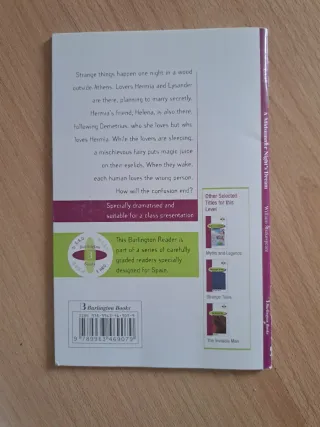 Strange things happen one night in a wood
outside Athens. Lovers Hermia and Lysander
are there, planning to marry secretly.
Hermia's friend, Helena, is also there
following Demetrius, who she loves but who
loves Hermia. While the lovers are sleeping,
a mischievous fairy puts magic juice
on their eyelids. When they wake,
each human loves the wrong person.
How will the confusion end?
Specially dramatised and
suitable for a class presentation
This Burlington Reader is
part of a series of carefully
graded readers specially
designed for Spain.
Other Selected
Titles for this
Level
Myths and Legends
Strange Tales
The Invisible Man
Burlington Books
9 789963 469079
A Midsummer Night's Dream
William Shakespeare
Burlington Books